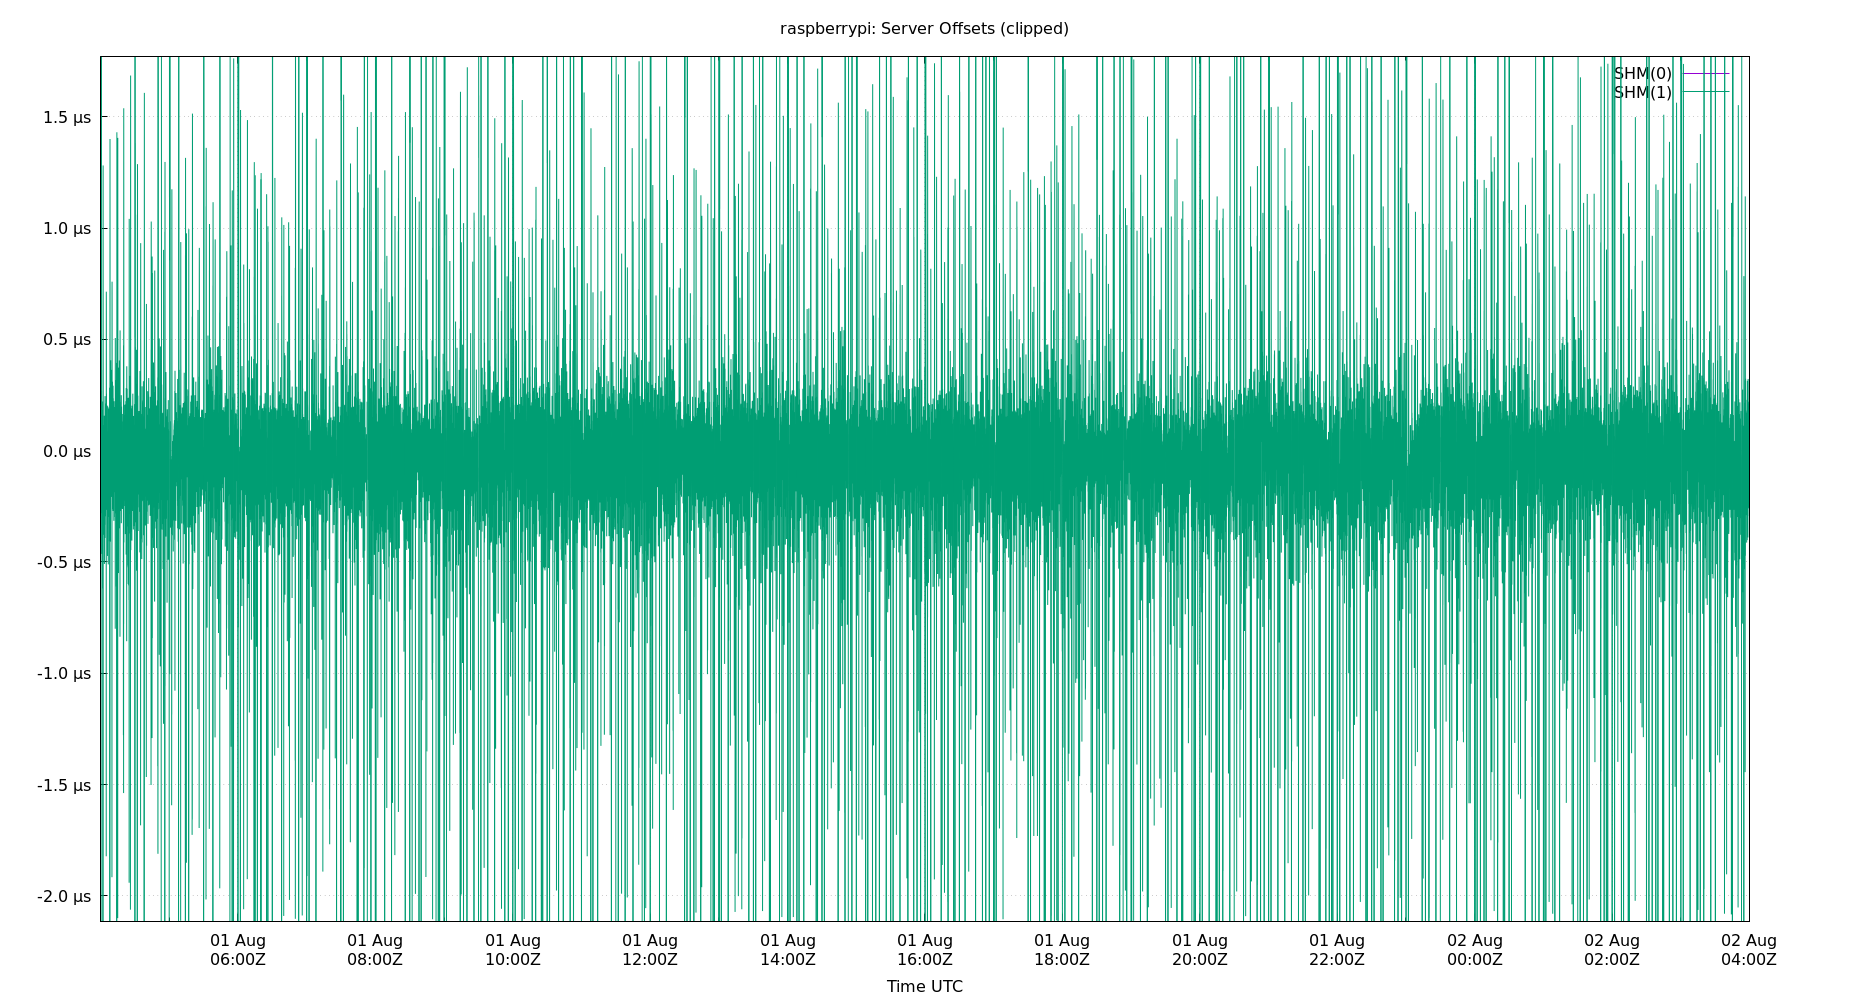 raspberrypi: Server Offsets (clipped)
SHM(0)
SHM(1)
1.5 µs
1.0 µs
0.5 µs
0.0 µs
-0.5 µs
-1.0 µs
-1.5 µs
-2.0 µs
01 Aug 01 Aug 01 Aug 01 Aug 01 Aug 01 Aug 01 Aug 01 Aug 01 Aug 02 Aug 02 Aug 02 Aug
06:00Z 08:00Z 10:00Z 12:00Z 14:00Z 16:00Z 18:00Z 20:00Z 22:00Z 00:00Z 02:00Z 04:00Z
Time UTC